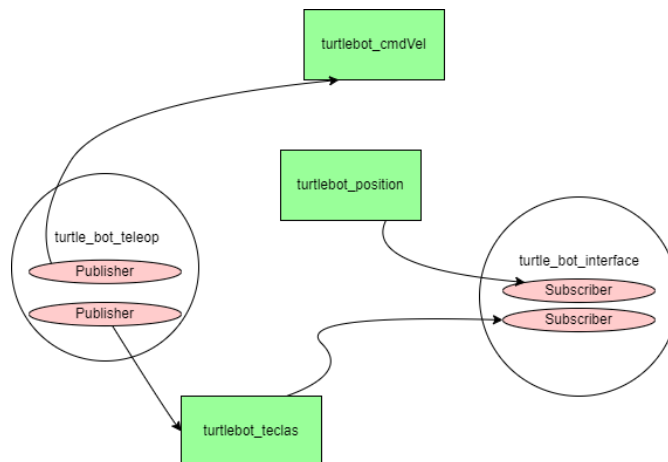 turtlebot_cmdVel
turtlebot_position
turtle_bot_teleop
Publisher
Publisher
turtle_bot_interface
Subscriber
Subscriber
turtlebot_teclas